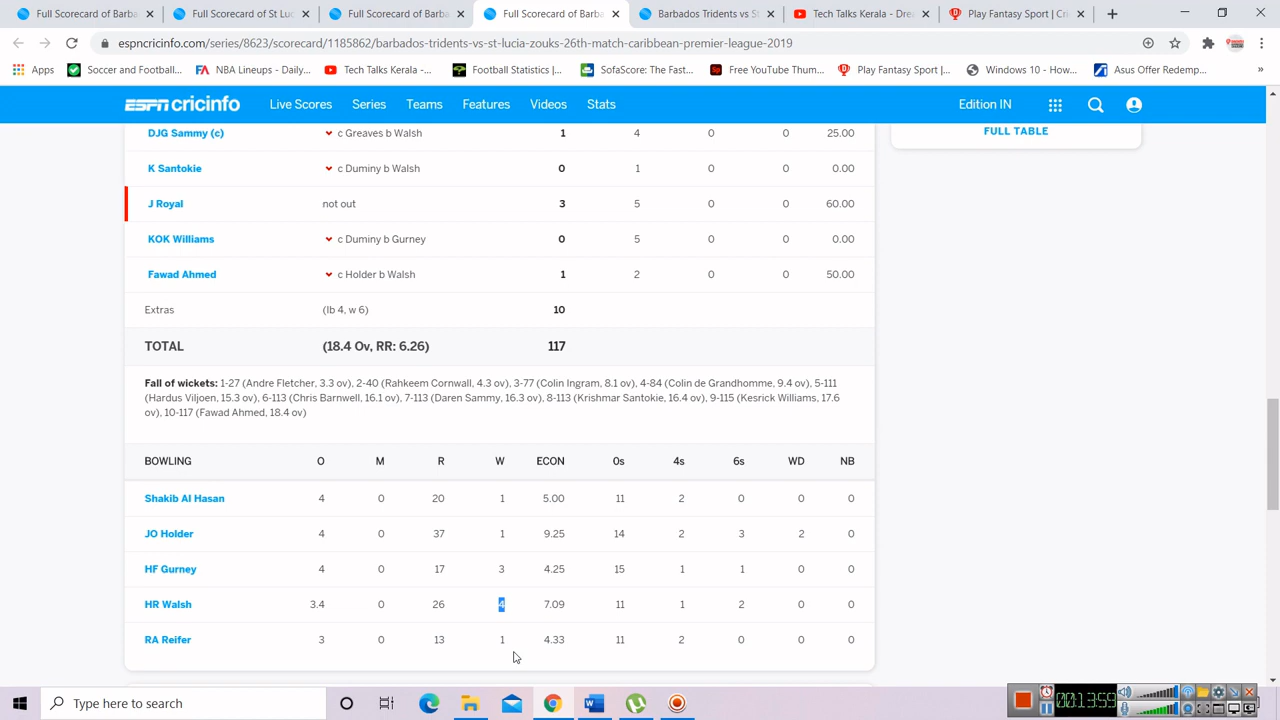 Full Scorecard of Barba
Full Scorecard of St Luc
Full Scorecard of Barba
Full Scorecard of Barba
Barbados Tridents vs St
Tech Talks Kerala - Drea
Play Fantasy Sport | Cri
espncricinfo.com/series/8623/scorecard/1185862/barbados-tridents-vs-st-lucia-zouks-26th-match-caribbean-premier-league-2019
Apps Soccer and Football... NBA Lineups - Daily... Tech Talks Kerala -... Football Statistics |... SofaScore: The Fast... Free YouTube Thum... Play Fantasy Sport |... Windows 10 - How... Asus Offer Redemp... »
ESPN cricinfo Live Scores Series Teams Features Videos Stats Edition IN
DJG Sammy (c) c Greaves b Walsh 1 4 0 0 25.00
FULL TABLE
K Santokie c Duminy b Walsh 0 1 0 0 0.00
J Royal not out 3 5 0 0 60.00
KOK Williams c Duminy b Gurney 0 5 0 0 0.00
Fawad Ahmed c Holder b Walsh 1 2 0 0 50.00
Extras (lb 4, w 6) 10
TOTAL (18.4 Ov, RR: 6.26) 117
Fall of wickets: 1-27 (Andre Fletcher, 3.3 ov), 2-40 (Rahkeem Cornwall, 4.3 ov), 3-77 (Colin Ingram, 8.1 ov), 4-84 (Colin de Grandhomme, 9.4 ov), 5-111
(Hardus Viljoen, 15.3 ov), 6-113 (Chris Barnwell, 16.1 ov), 7-113 (Daren Sammy, 16.3 ov), 8-113 (Krishmar Santokie, 16.4 ov), 9-115 (Kesrick Williams, 17.6
ov), 10-117 (Fawad Ahmed, 18.4 ov)
BOWLING O M R W ECON 0s 4s 6s WD NB
Shakib Al Hasan 4 0 20 1 5.00 11 2 0 0 0
JO Holder 4 0 37 1 9.25 14 2 3 2 0
HF Gurney 4 0 17 3 4.25 15 1 1 0 0
HR Walsh 3.4 0 26 4 7.09 11 1 2 0 0
RA Reifer 3 0 13 1 4.33 11 2 0 0 0
Type here to search
00:13:59